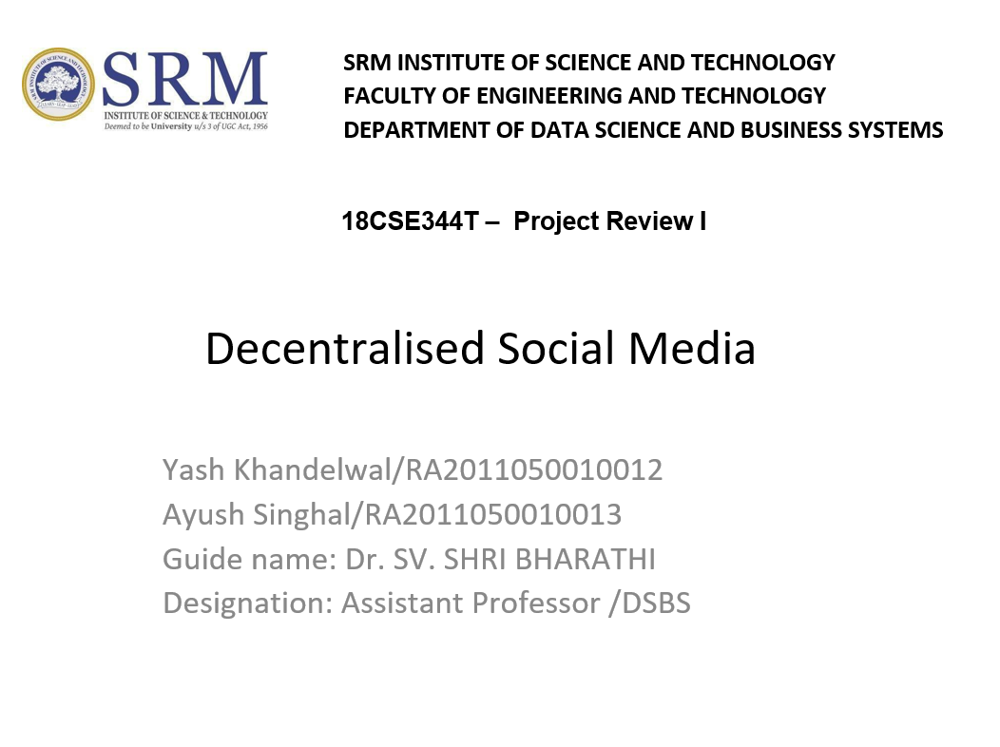 SRM
INSTITUTE OF SCIENCE & TECHNOLOGY
Deemed to be University u/s 3 of UGC Act, 1956
SRM INSTITUTE OF SCIENCE AND TECHNOLOGY
FACULTY OF ENGINEERING AND TECHNOLOGY
DEPARTMENT OF DATA SCIENCE AND BUSINESS SYSTEMS
18CSE344T – Project Review I
Decentralised Social Media
Yash Khandelwal/RA2011050010012
Ayush Singhal/RA2011050010013
Guide name: Dr. SV. SHRI BHARATHI
Designation: Assistant Professor /DSBS